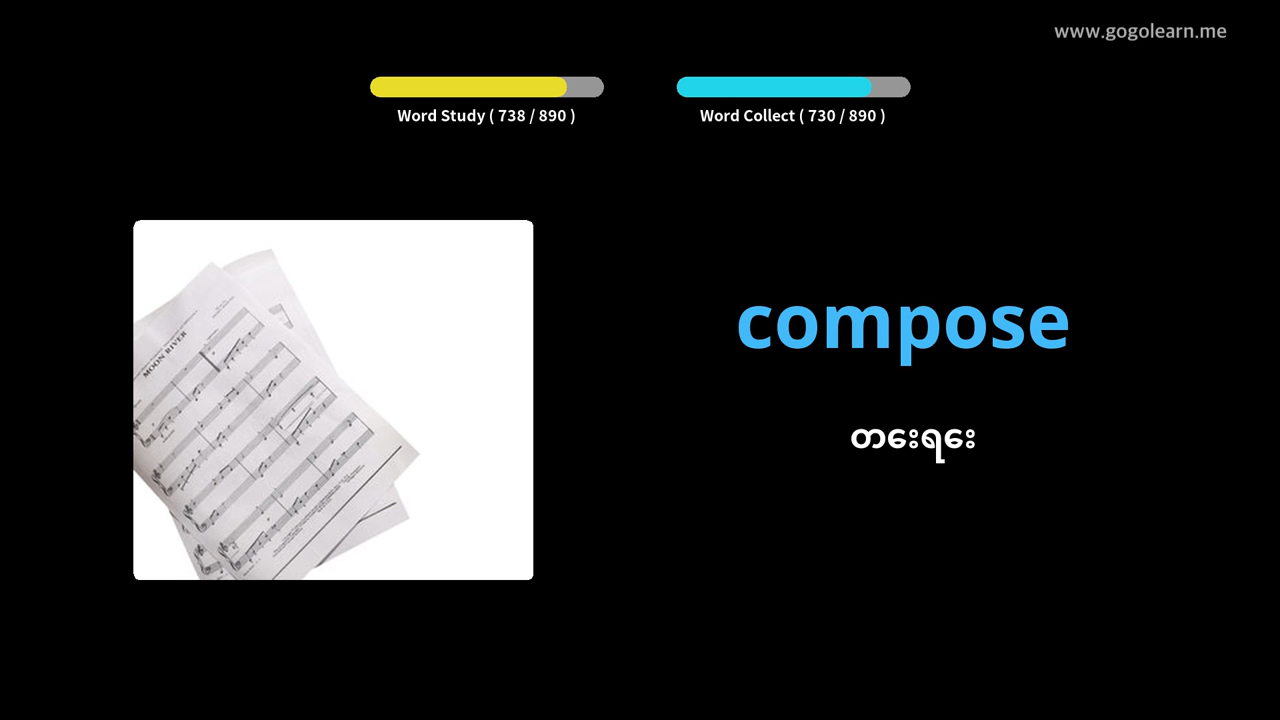 www.gogolearn.me
Word Study ( 738 / 890 )
Word Collect ( 730 / 890 )
MOON RIVER
compose
တေးရေး